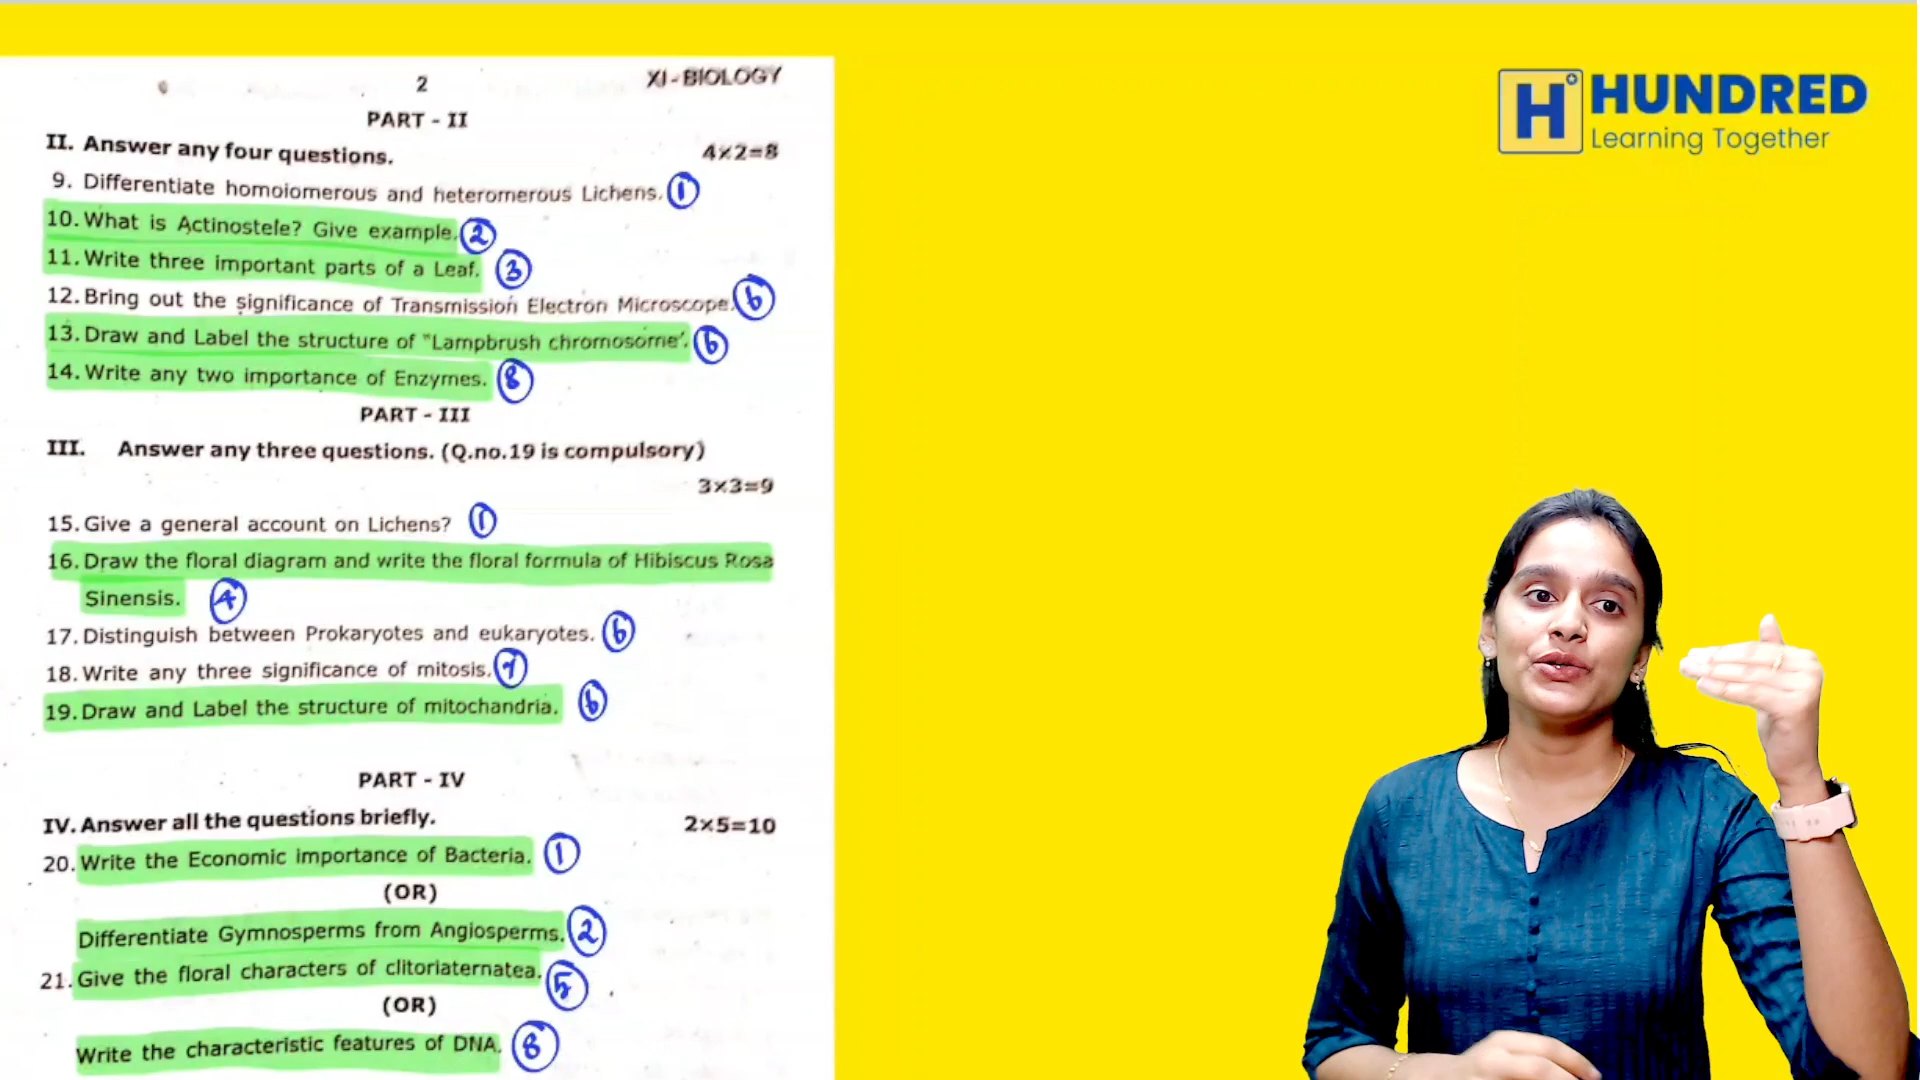 2
XI - BIOLOGY
PART - II
II. Answer any four questions. 4×2=8
9. Differentiate homoiomerous and heteromerous Lichens. 1
10. What is Actinostele? Give example. 2
11. Write three important parts of a Leaf. 3
12. Bring out the significance of Transmission Electron Microscope. 6
13. Draw and Label the structure of "Lampbrush chromosome'. 6
14. Write any two importance of Enzymes. 8
PART - III
III. Answer any three questions. (Q.no.19 is compulsory)
3×3=9
15. Give a general account on Lichens? 1
16. Draw the floral diagram and write the floral formula of Hibiscus Rosa
Sinensis. 4
17. Distinguish between Prokaryotes and eukaryotes. 6
18. Write any three significance of mitosis. 7
19. Draw and Label the structure of mitochandria. 6
PART - IV
IV. Answer all the questions briefly. 2×5=10
20. Write the Economic importance of Bacteria. 1
(OR)
Differentiate Gymnosperms from Angiosperms. 2
21. Give the floral characters of clitoriaternatea. 5
(OR)
Write the characteristic features of DNA. 8
H HUNDRED
Learning Together